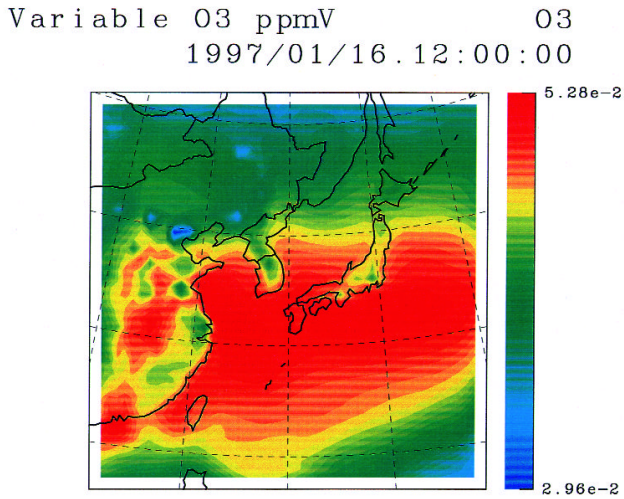 Variable O3 ppmV O3
1997/01/16.12:00:00
5.28e-2
2.96e-2